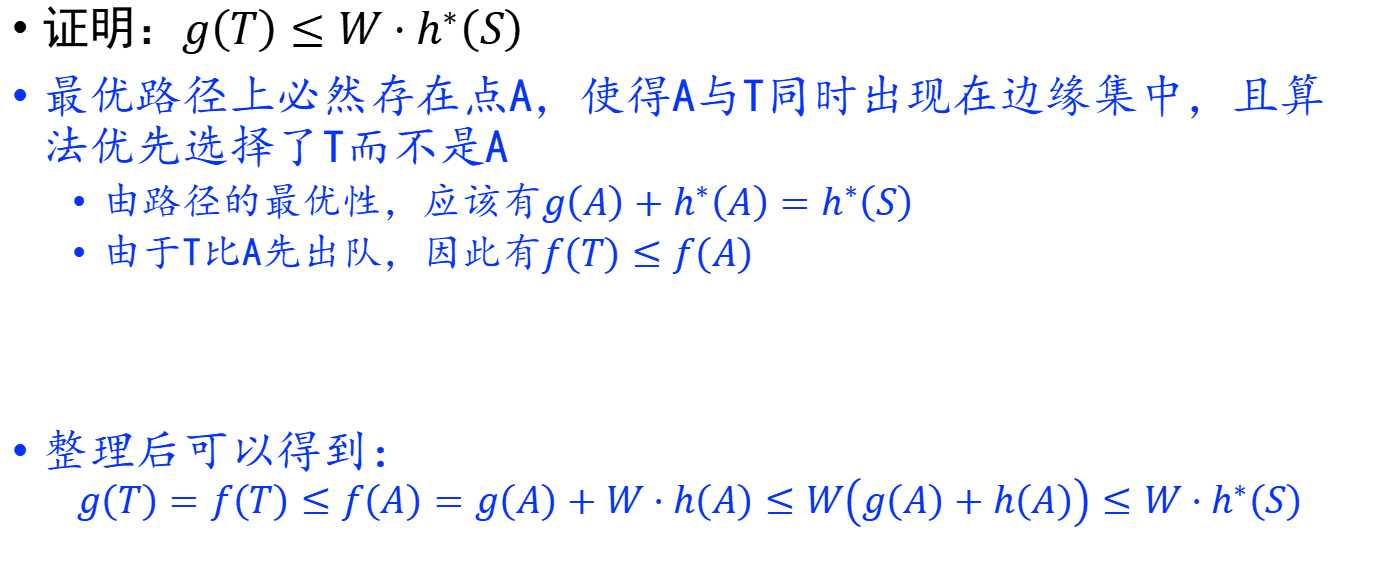 • 证明：g(T) ≤ W · h*(S)
• 最优路径上必然存在点A，使得A与T同时出现在边缘集中，且算
法优先选择了T而不是A
• 由路径的最优性，应该有g(A) + h*(A) = h*(S)
• 由于T比A先出队，因此有f(T) ≤ f(A)
• 整理后可以得到：
g(T) = f(T) ≤ f(A) = g(A) + W · h(A) ≤ W(g(A) + h(A)) ≤ W · h*(S)